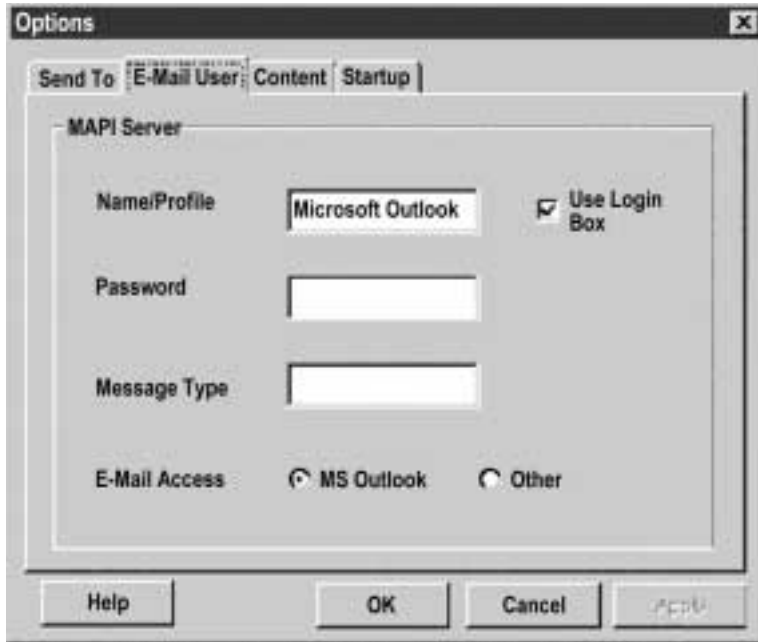 Options
Send To E-Mail User Content Startup
MAPI Server
Name/Profile Microsoft Outlook Use Login
Box
Password
Message Type
E-Mail Access MS Outlook Other
Help OK Cancel Apply